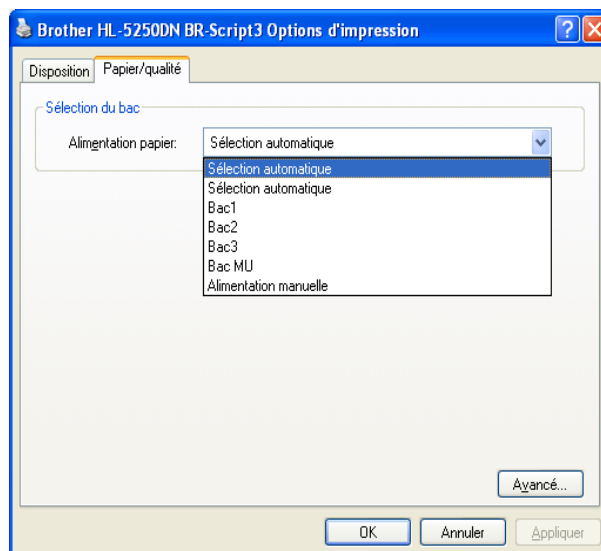 Brother HL-5250DN BR-Script3 Options d'impression
Disposition Papier/qualité
Sélection du bac
Alimentation papier: Sélection automatique
Sélection automatique
Sélection automatique
Bac1
Bac2
Bac3
Bac MU
Alimentation manuelle
Avancé...
OK Annuler Appliquer